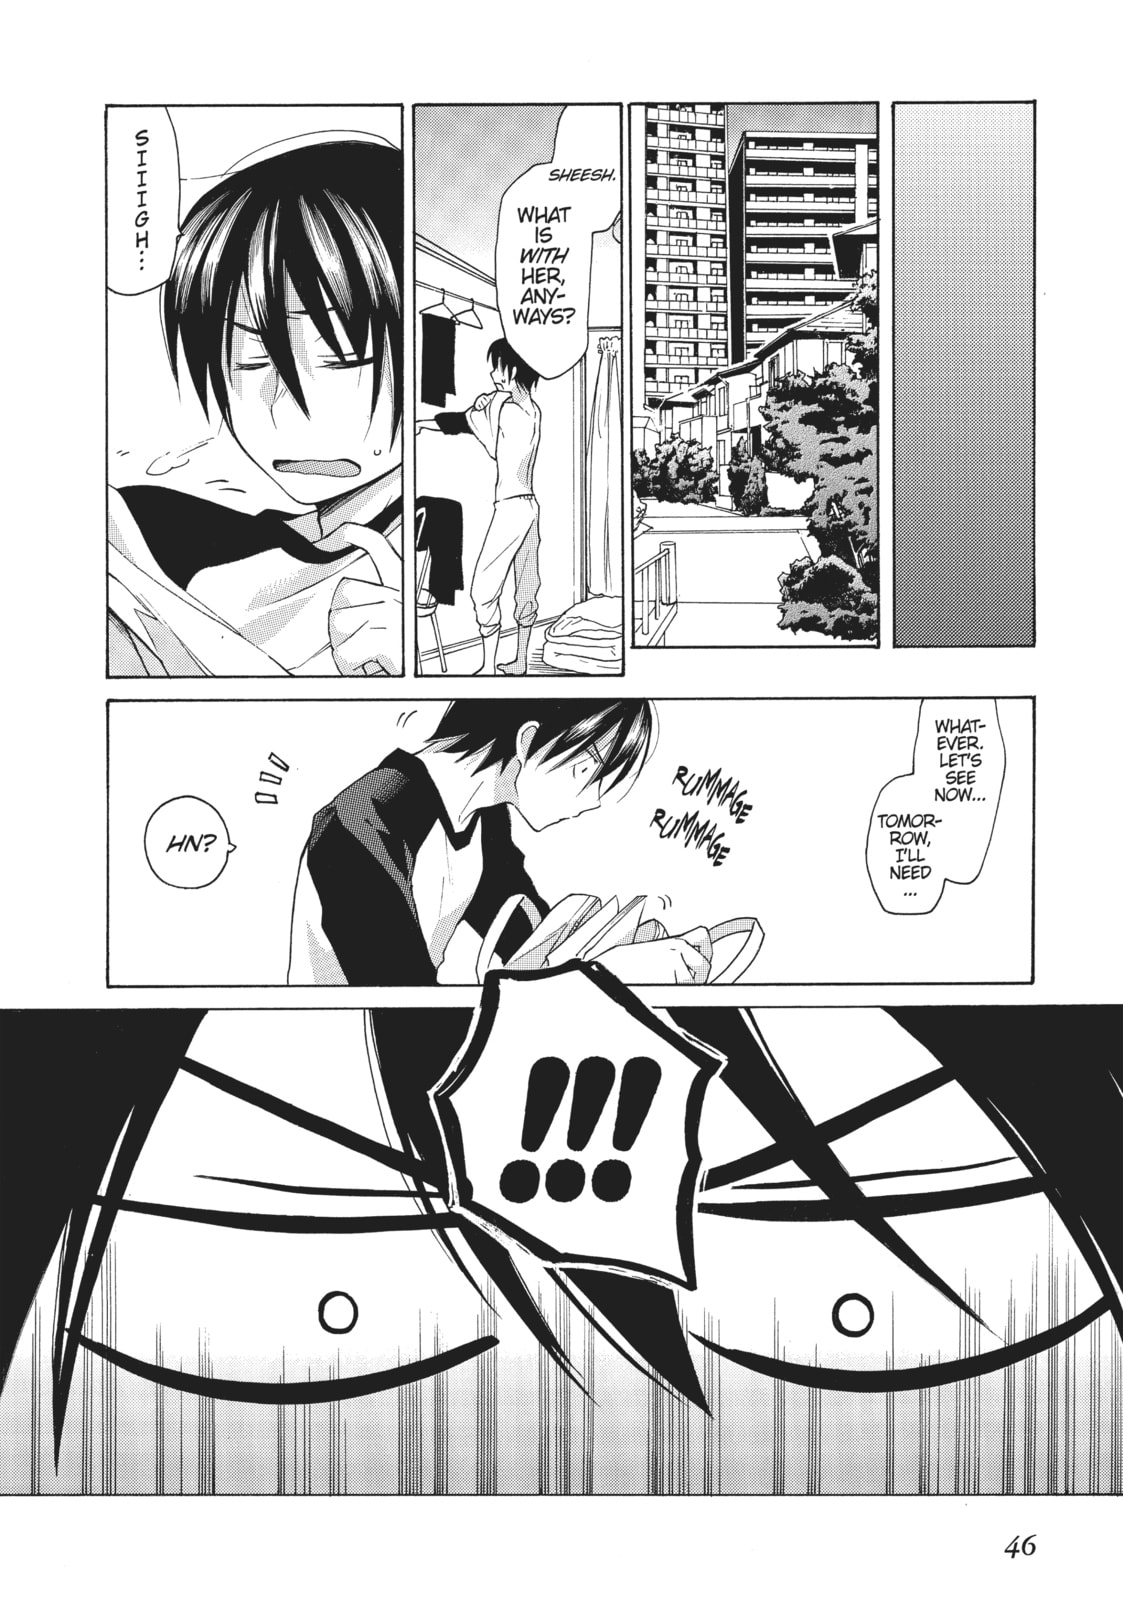 SHEESH.
WHAT
IS
WITH
HER,
ANY-
WAYS?
SIIIGH...
WHAT-
EVER.
LET'S
SEE
NOW...
TOMOR-
ROW,
I'LL
NEED
...
RUMMAGE
RUMMAGE
HN?
!!!
46